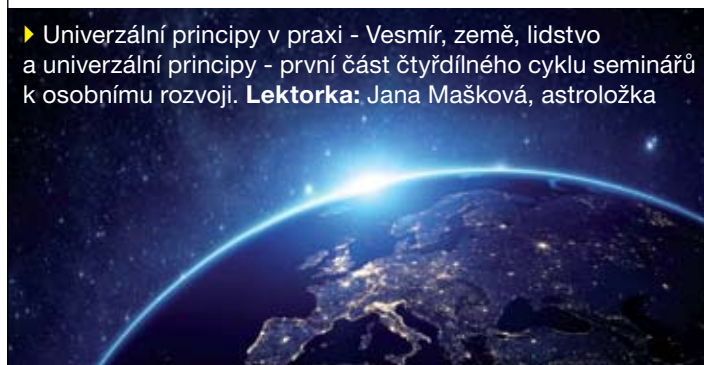 Univerzální principy v praxi - Vesmír, země, lidstvo
a univerzální principy - první část čtyřdílného cyklu seminářů
k osobnímu rozvoji. Lektorka: Jana Mašková, astroložka